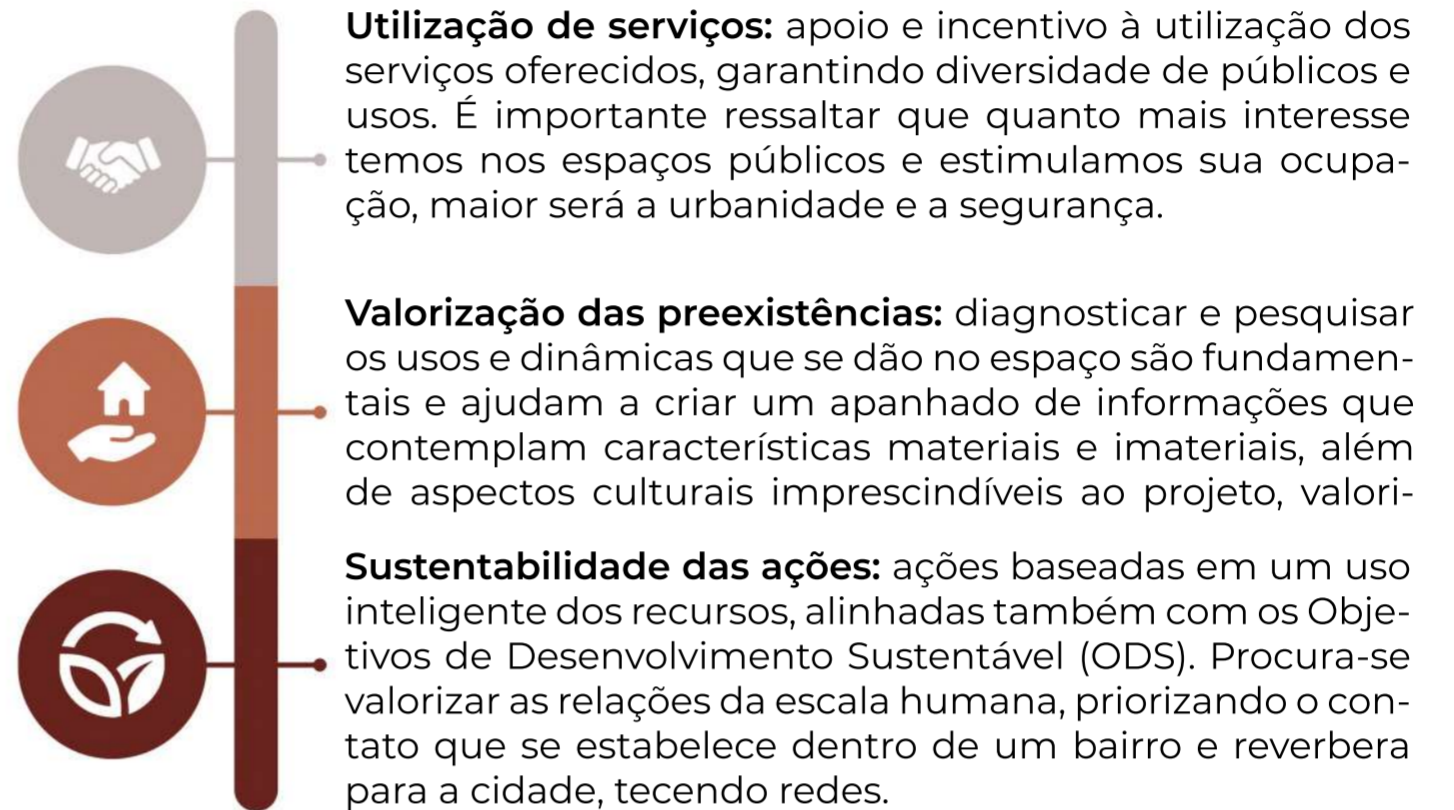 Utilização de serviços: apoio e incentivo à utilização dos
serviços oferecidos, garantindo diversidade de públicos e
usos. É importante ressaltar que quanto mais interesse
temos nos espaços públicos e estimulamos sua ocupa-
ção, maior será a urbanidade e a segurança.
Valorização das preexistências: diagnosticar e pesquisar
os usos e dinâmicas que se dão no espaço são fundamen-
tais e ajudam a criar um apanhado de informações que
contemplam características materiais e imateriais, além
de aspectos culturais imprescindíveis ao projeto, valori-
Sustentabilidade das ações: ações baseadas em um uso
inteligente dos recursos, alinhadas também com os Obje-
tivos de Desenvolvimento Sustentável (ODS). Procura-se
valorizar as relações da escala humana, priorizando o con-
tato que se estabelece dentro de um bairro e reverbera
para a cidade, tecendo redes.